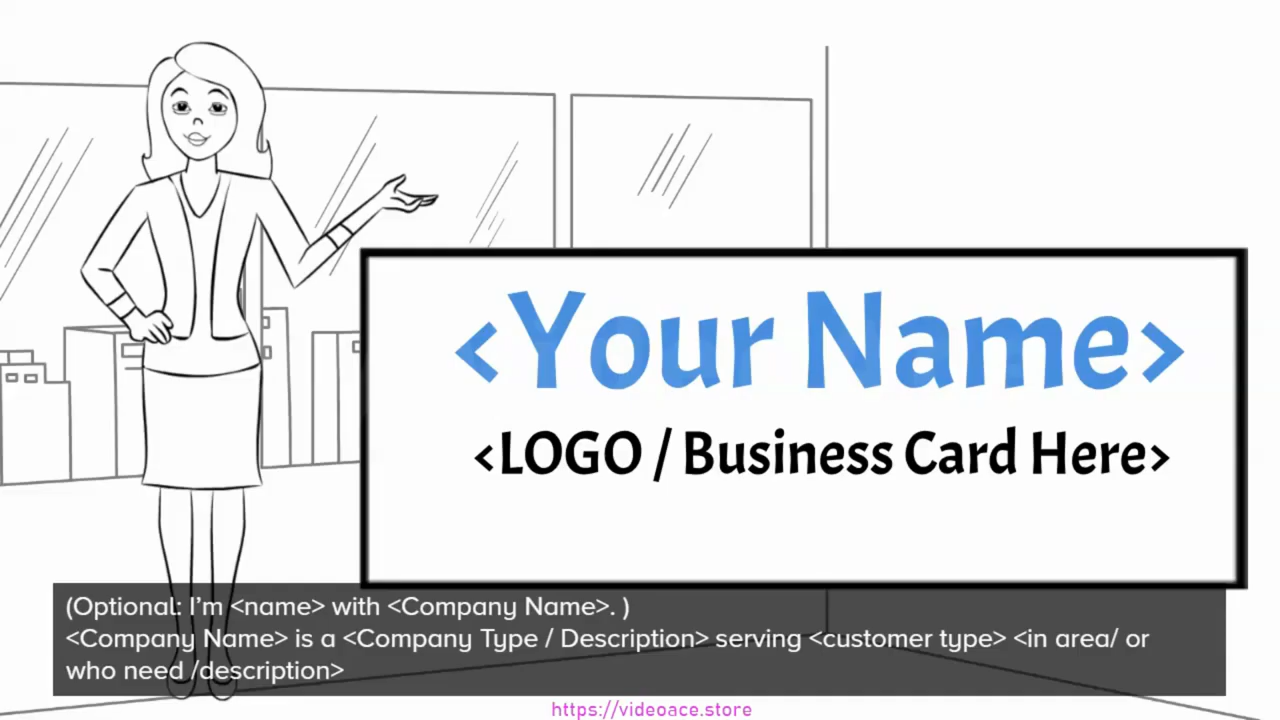 <Your Name>
<LOGO / Business Card Here>
(Optional: I'm <name> with <Company Name>. )
<Company Name> is a <Company Type / Description> serving <customer type> <in area/ or
who need /description>
https://videoace.store